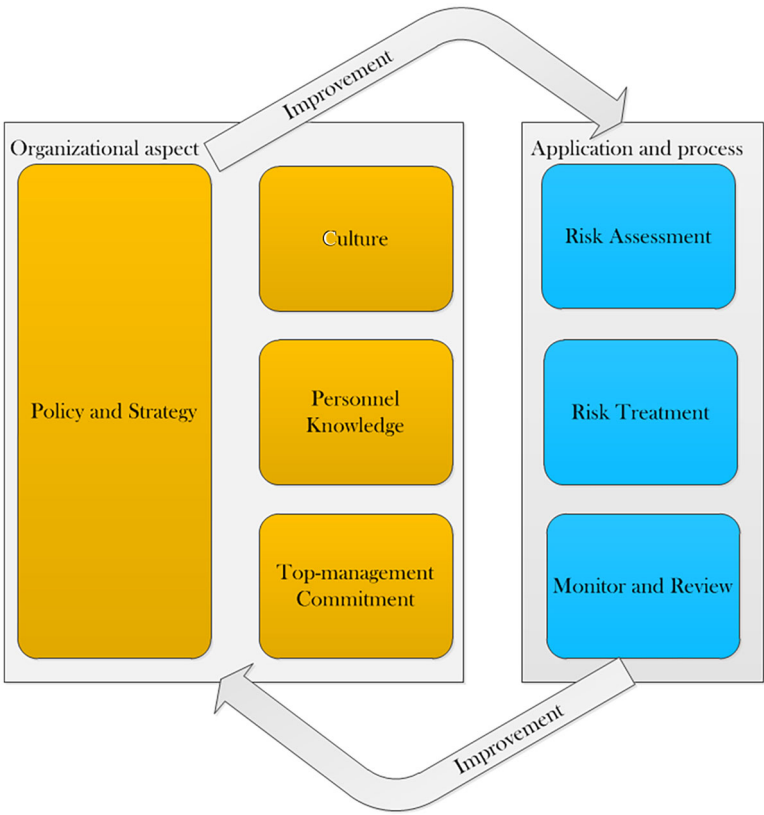 Improvement
Organizational aspect
Policy and Strategy
Culture
Personnel
Knowledge
Top-management
Commitment
Application and process
Risk Assessment
Risk Treatment
Monitor and Review
Improvement